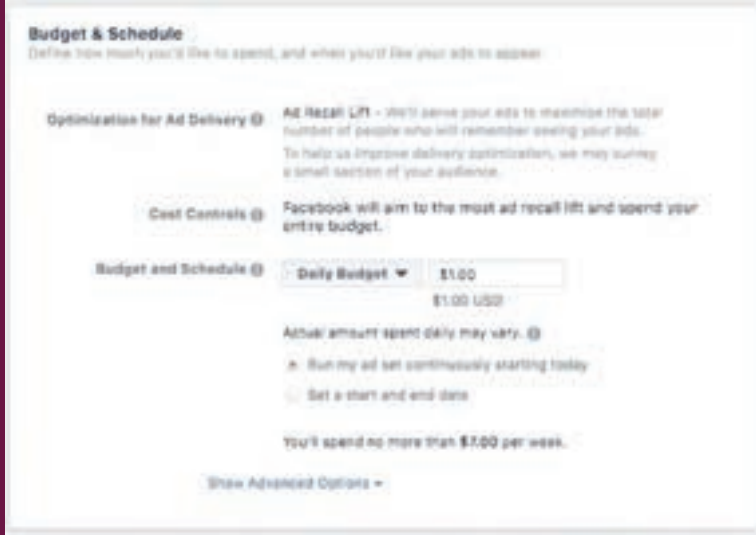 Budget & Schedule
Define how much you'd like to spend, and when you'd like your ads to appear.
Optimization for Ad Delivery
Ad Recall Lift - We'll serve your ads to maximize the total
number of people who will remember seeing your ads.
To help us improve delivery optimization, we may survey
a small section of your audience.
Cost Controls
Facebook will aim to the most ad recall lift and spend your
entire budget.
Budget and Schedule
Daily Budget
$1.00
$1.00 USD
Actual amount spent daily may vary.
Run my ad set continuously starting today
Set a start and end date
You'll spend no more than $7.00 per week.
Show Advanced Options